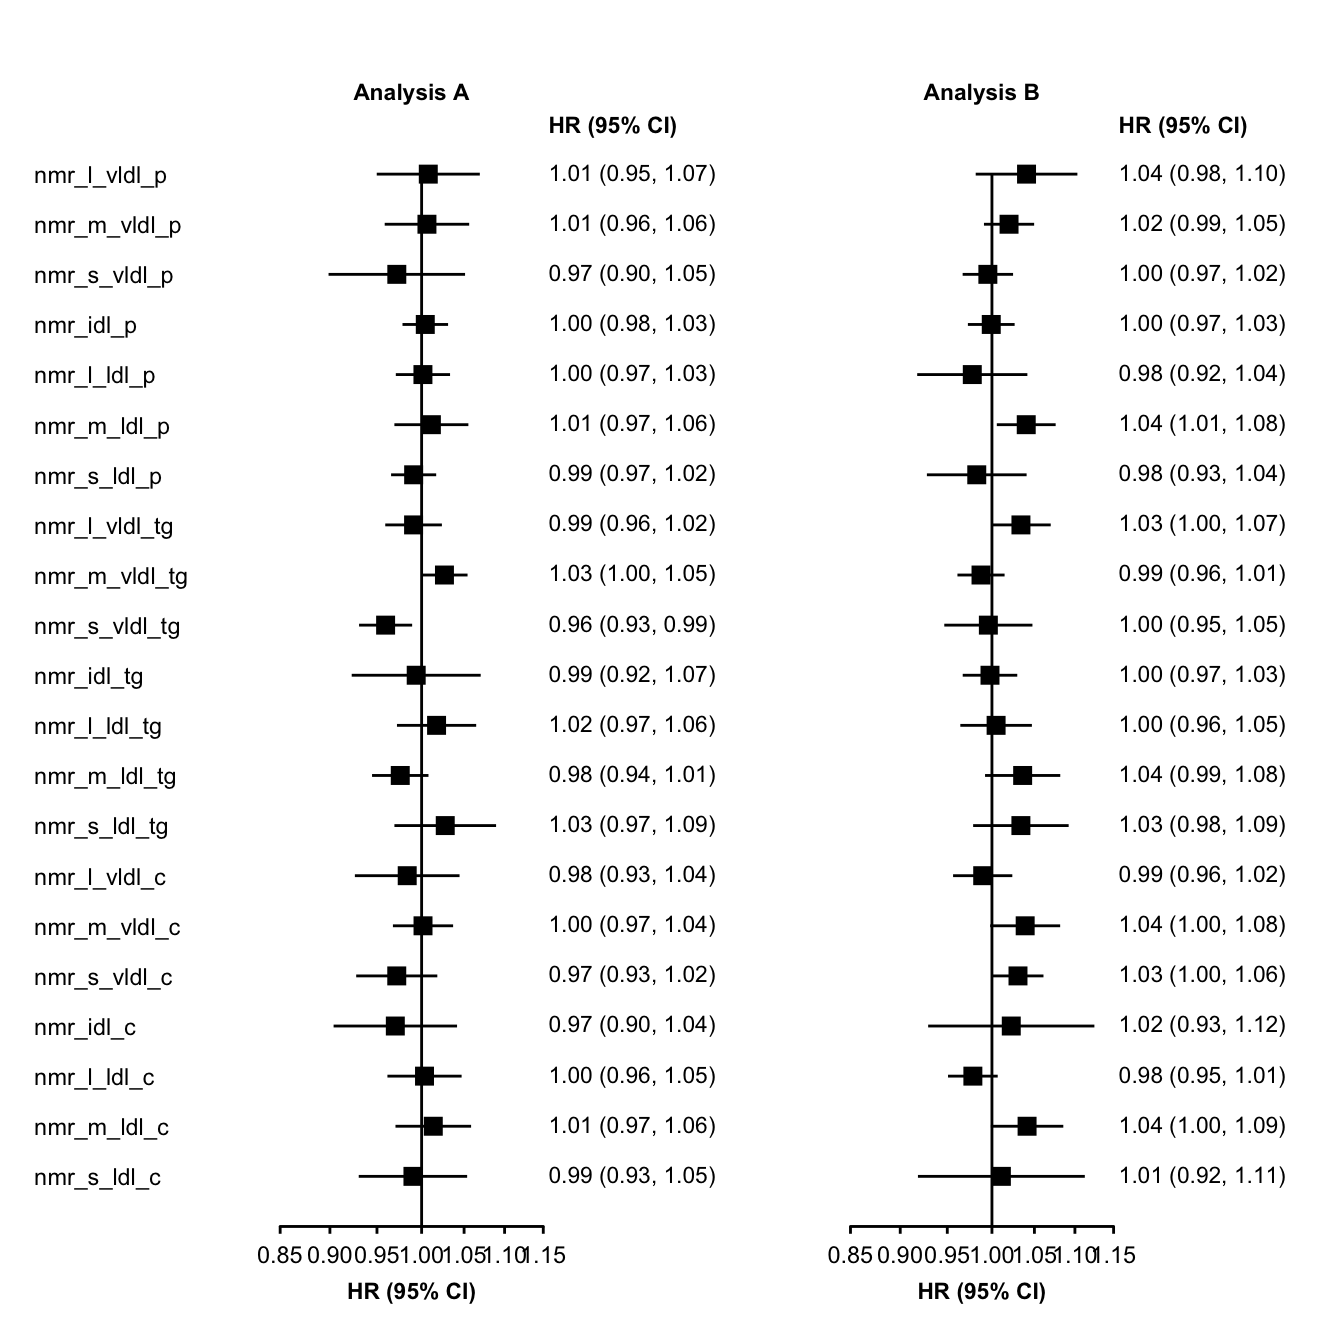 Analysis A Analysis B
HR (95% CI) HR (95% CI)
nmr_l_vldl_p 1.01 (0.95, 1.07) 1.04 (0.98, 1.10)
nmr_m_vldl_p 1.01 (0.96, 1.06) 1.02 (0.99, 1.05)
nmr_s_vldl_p 0.97 (0.90, 1.05) 1.00 (0.97, 1.02)
nmr_idl_p 1.00 (0.98, 1.03) 1.00 (0.97, 1.03)
nmr_l_ldl_p 1.00 (0.97, 1.03) 0.98 (0.92, 1.04)
nmr_m_ldl_p 1.01 (0.97, 1.06) 1.04 (1.01, 1.08)
nmr_s_ldl_p 0.99 (0.97, 1.02) 0.98 (0.93, 1.04)
nmr_l_vldl_tg 0.99 (0.96, 1.02) 1.03 (1.00, 1.07)
nmr_m_vldl_tg 1.03 (1.00, 1.05) 0.99 (0.96, 1.01)
nmr_s_vldl_tg 0.96 (0.93, 0.99) 1.00 (0.95, 1.05)
nmr_idl_tg 0.99 (0.92, 1.07) 1.00 (0.97, 1.03)
nmr_l_ldl_tg 1.02 (0.97, 1.06) 1.00 (0.96, 1.05)
nmr_m_ldl_tg 0.98 (0.94, 1.01) 1.04 (0.99, 1.08)
nmr_s_ldl_tg 1.03 (0.97, 1.09) 1.03 (0.98, 1.09)
nmr_l_vldl_c 0.98 (0.93, 1.04) 0.99 (0.96, 1.02)
nmr_m_vldl_c 1.00 (0.97, 1.04) 1.04 (1.00, 1.08)
nmr_s_vldl_c 0.97 (0.93, 1.02) 1.03 (1.00, 1.06)
nmr_idl_c 0.97 (0.90, 1.04) 1.02 (0.93, 1.12)
nmr_l_ldl_c 1.00 (0.96, 1.05) 0.98 (0.95, 1.01)
nmr_m_ldl_c 1.01 (0.97, 1.06) 1.04 (1.00, 1.09)
nmr_s_ldl_c 0.99 (0.93, 1.05) 1.01 (0.92, 1.11)
0.85 0.90 0.95 1.00 1.05 1.10 1.15 0.85 0.90 0.95 1.00 1.05 1.10 1.15
HR (95% CI) HR (95% CI)